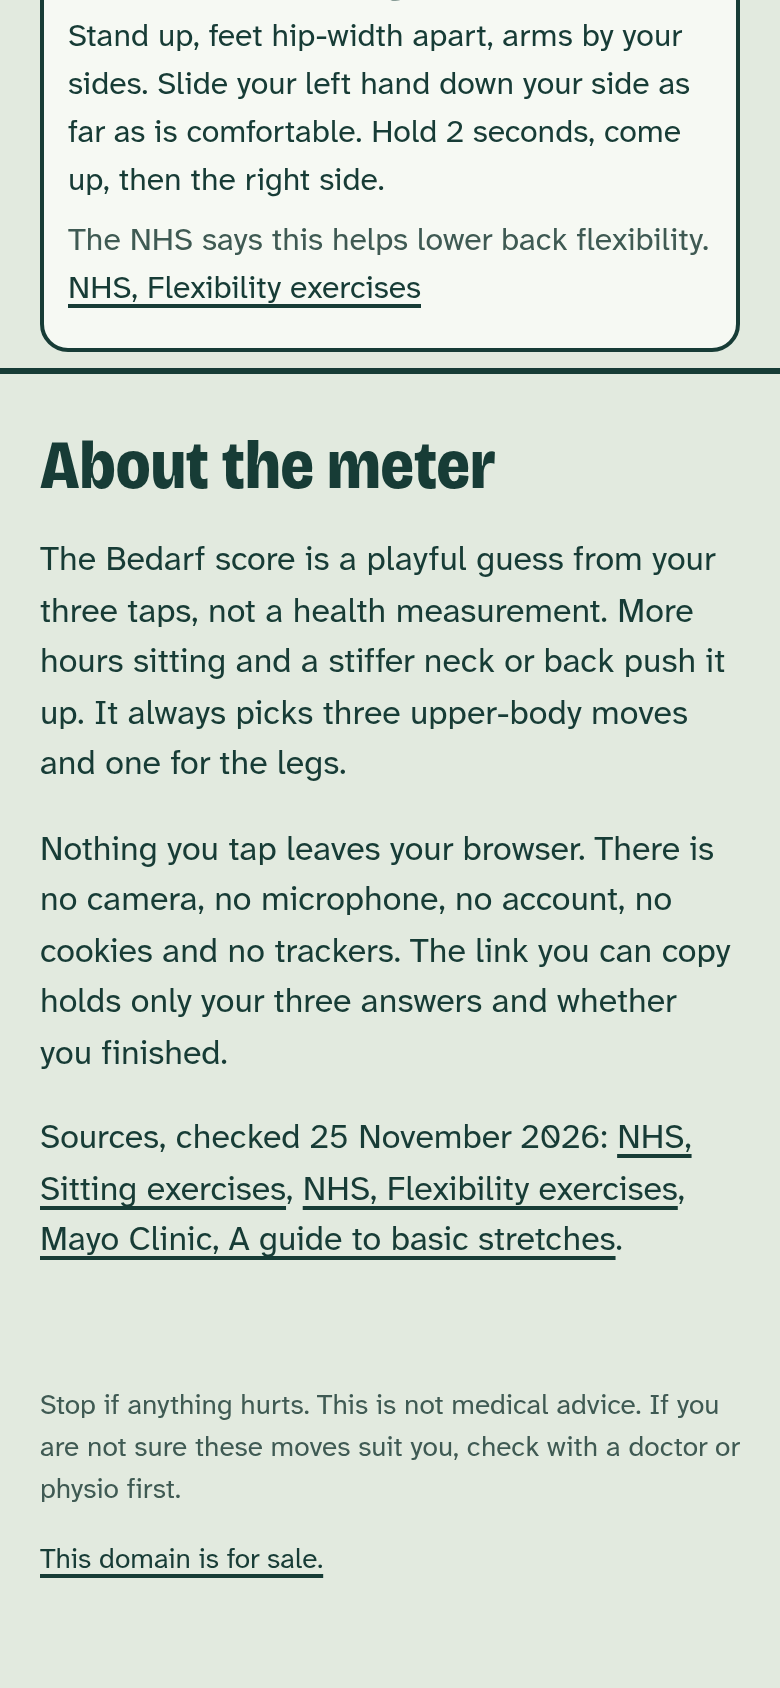 Stand up, feet hip-width apart, arms by your
sides. Slide your left hand down your side as
far as is comfortable. Hold 2 seconds, come
up, then the right side.
The NHS says this helps lower back flexibility.
NHS, Flexibility exercises
About the meter
The Bedarf score is a playful guess from your
three taps, not a health measurement. More
hours sitting and a stiffer neck or back push it
up. It always picks three upper-body moves
and one for the legs.
Nothing you tap leaves your browser. There is
no camera, no microphone, no account, no
cookies and no trackers. The link you can copy
holds only your three answers and whether
you finished.
Sources, checked 25 November 2026: NHS,
Sitting exercises, NHS, Flexibility exercises,
Mayo Clinic, A guide to basic stretches.
Stop if anything hurts. This is not medical advice. If you
are not sure these moves suit you, check with a doctor or
physio first.
This domain is for sale.